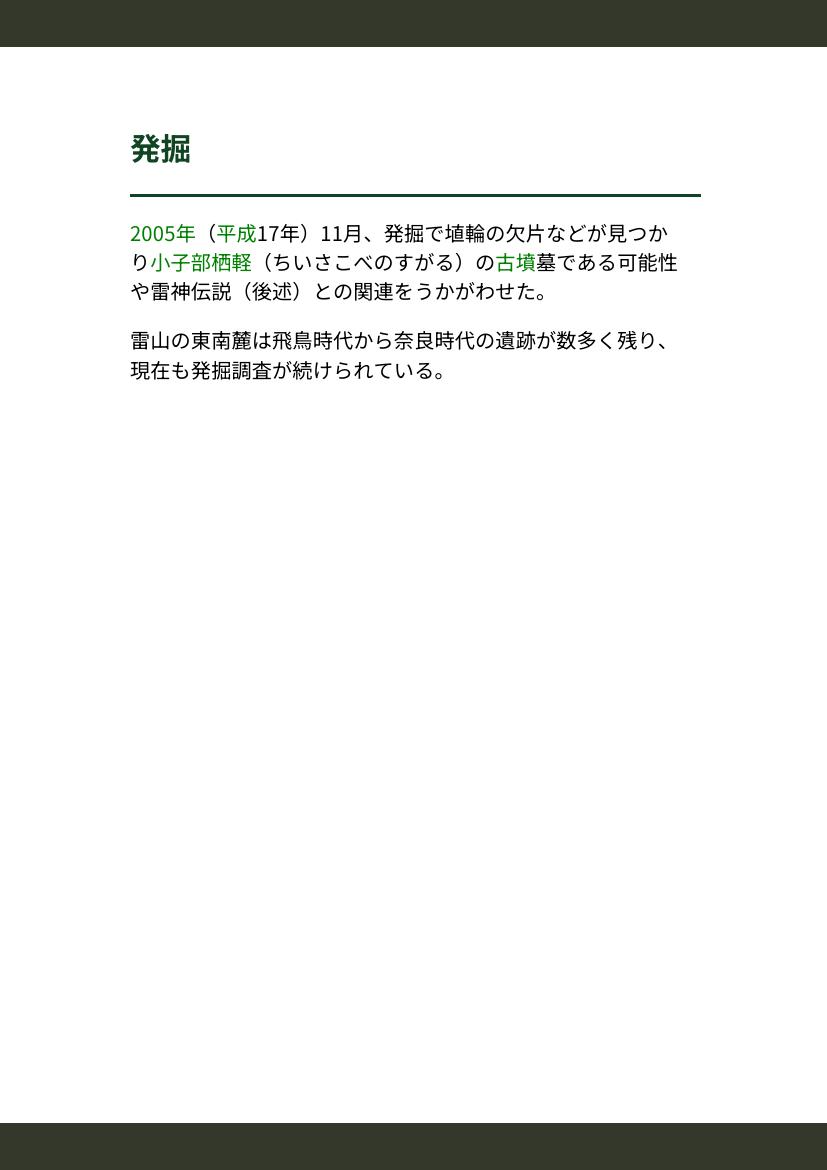 発掘
2005年（平成17年）11月、発掘で埴輪の欠片などが見つか
り小子部栖軽（ちいさこべのすがる）の古墳墓である可能性
や雷神伝説（後述）との関連をうかがわせた。
雷山の東南麓は飛鳥時代から奈良時代の遺跡が数多く残り、
現在も発掘調査が続けられている。